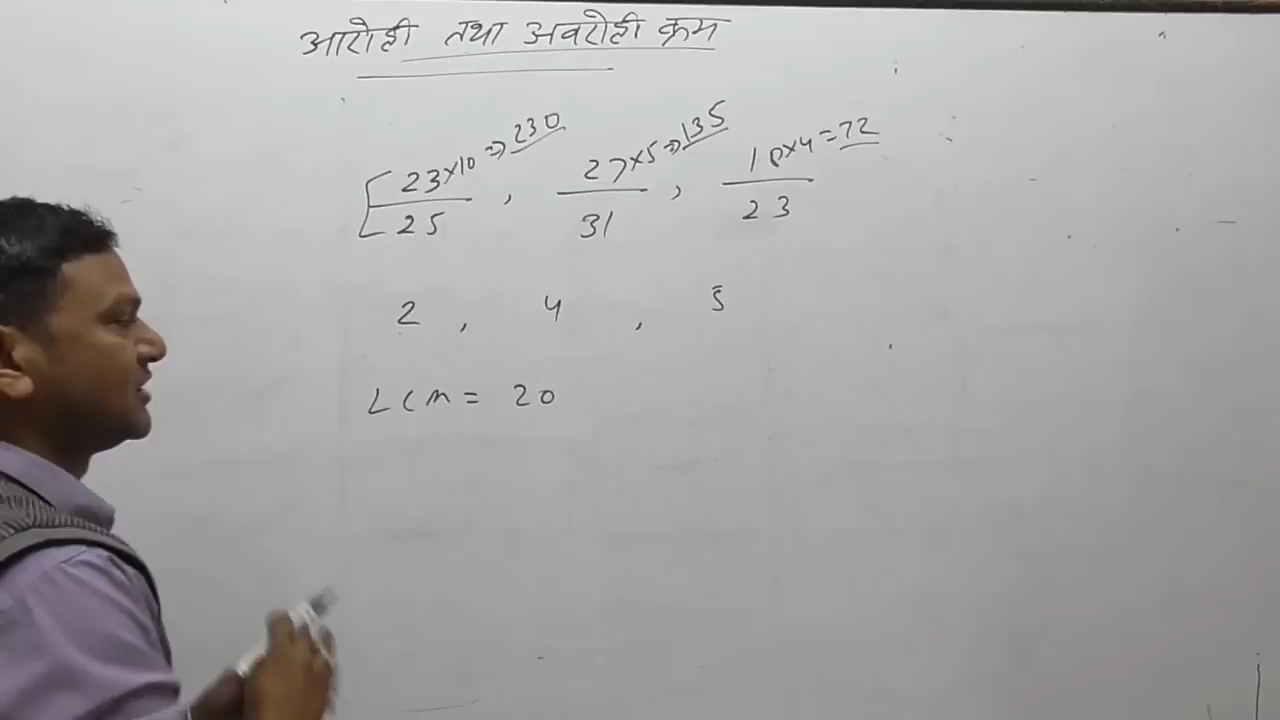 आरोही तथा अवरोही क्रम
23×10 ⇒ 230 , 27×5 ⇒ 135 , 18×4 = 72
25 31 23
2 , 4 , 5
LCM = 20